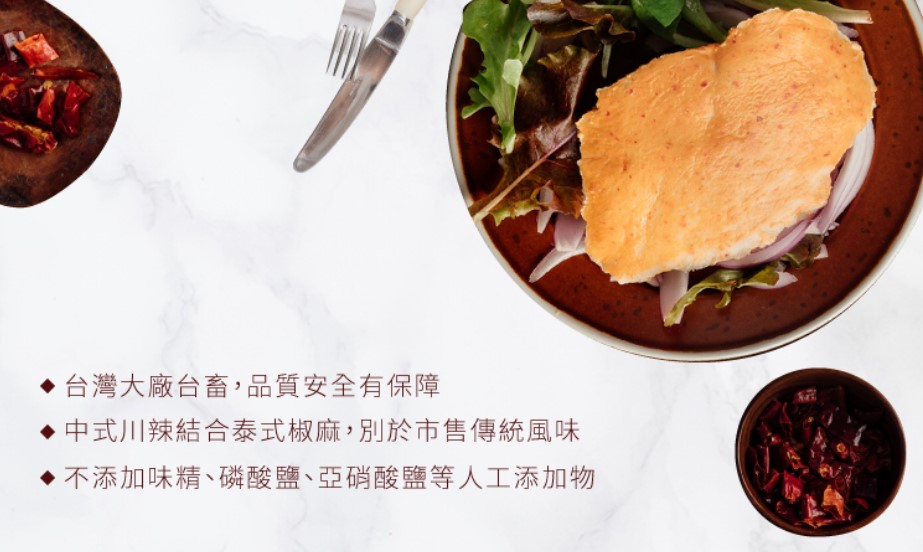 ◆ 台灣大廠台畜，品質安全有保障
◆ 中式川辣結合泰式椒麻，別於市售傳統風味
◆ 不添加味精、磷酸鹽、亞硝酸鹽等人工添加物